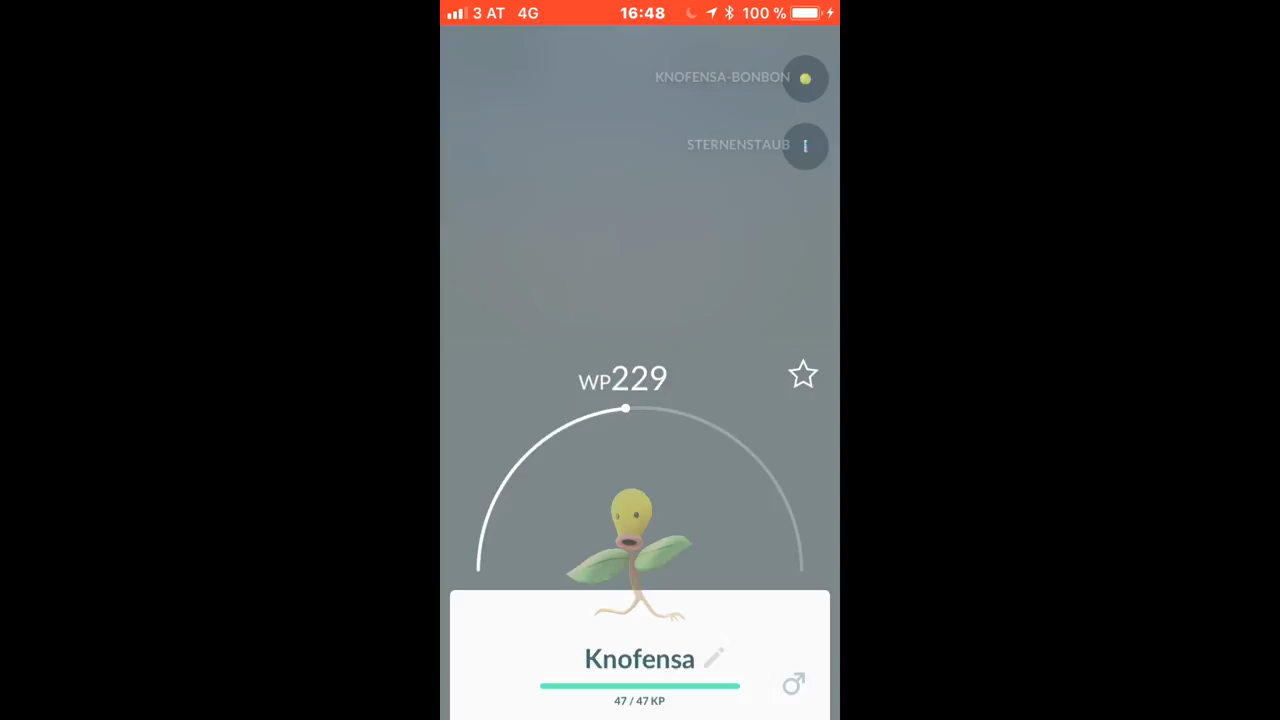 3 AT 4G 16:48 100 %
KNOFENSA-BONBON
STERNENSTAUB
WP229
Knofensa
47 / 47 KP